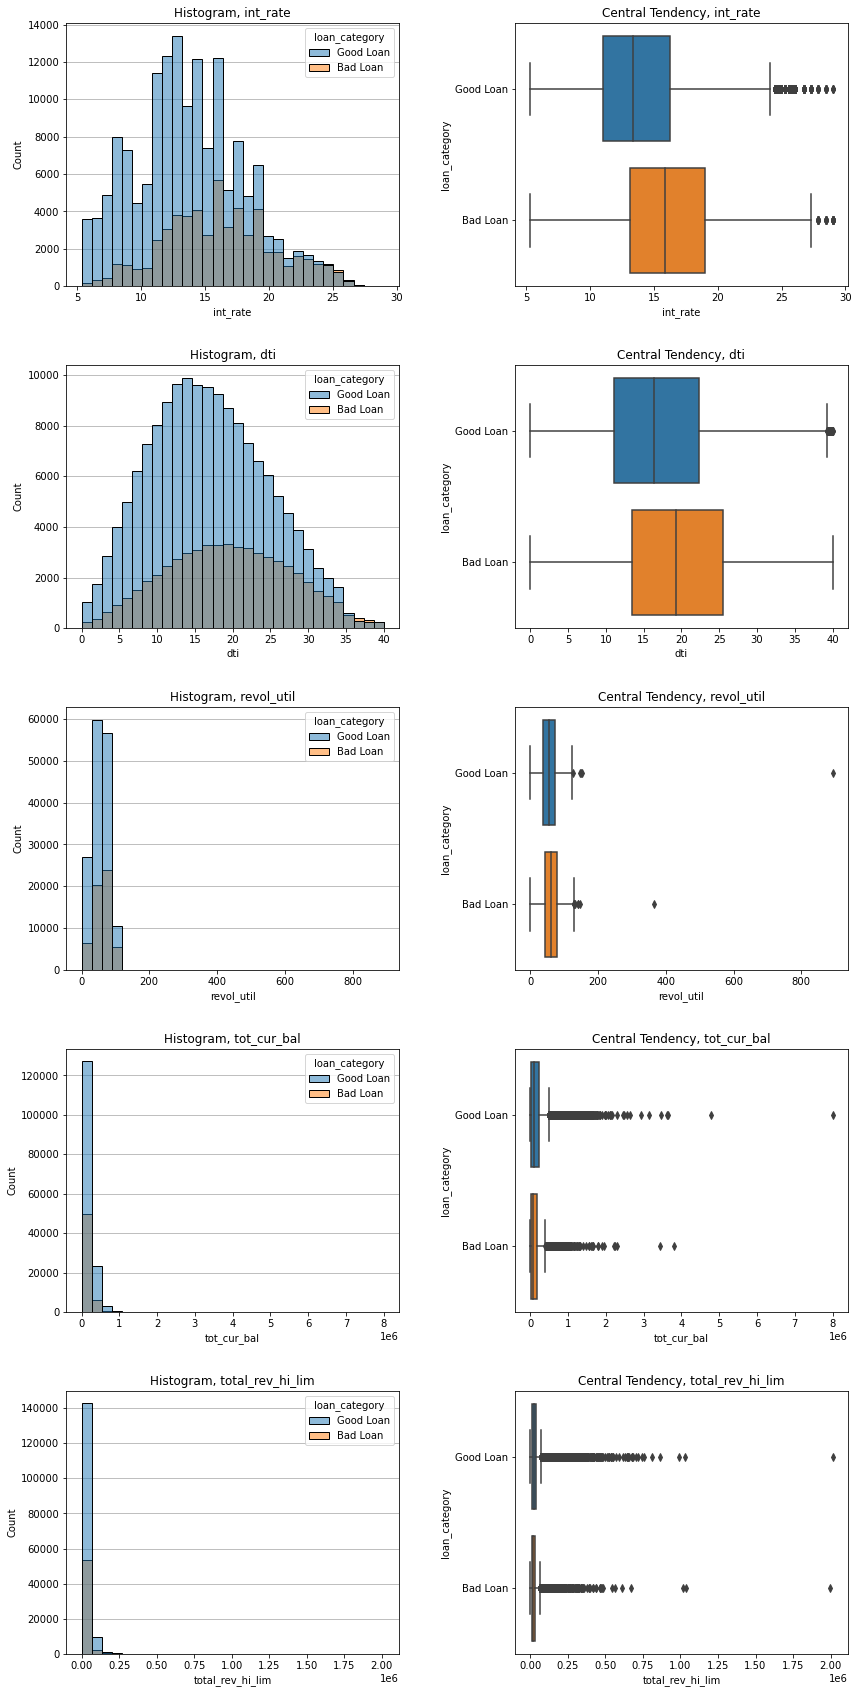 Histogram, int_rate
14000
12000
10000
8000
6000
4000
2000
0
Count
loan_category
Good Loan
Bad Loan
5 10 15 20 25 30
int_rate
Central Tendency, int_rate
Good Loan
Bad Loan
loan_category
5 10 15 20 25 30
int_rate
Histogram, dti
10000
8000
6000
4000
2000
0
Count
loan_category
Good Loan
Bad Loan
0 5 10 15 20 25 30 35 40
dti
Central Tendency, dti
Good Loan
Bad Loan
loan_category
0 5 10 15 20 25 30 35 40
dti
Histogram, revol_util
60000
50000
40000
30000
20000
10000
0
Count
loan_category
Good Loan
Bad Loan
0 200 400 600 800
revol_util
Central Tendency, revol_util
Good Loan
Bad Loan
loan_category
0 200 400 600 800
revol_util
Histogram, tot_cur_bal
120000
100000
80000
60000
40000
20000
0
Count
loan_category
Good Loan
Bad Loan
0 1 2 3 4 5 6 7 8
1e6
tot_cur_bal
Central Tendency, tot_cur_bal
Good Loan
Bad Loan
loan_category
0 1 2 3 4 5 6 7 8
1e6
tot_cur_bal
Histogram, total_rev_hi_lim
140000
120000
100000
80000
60000
40000
20000
0
Count
loan_category
Good Loan
Bad Loan
0.00 0.25 0.50 0.75 1.00 1.25 1.50 1.75 2.00
1e6
total_rev_hi_lim
Central Tendency, total_rev_hi_lim
Good Loan
Bad Loan
loan_category
0.00 0.25 0.50 0.75 1.00 1.25 1.50 1.75 2.00
1e6
total_rev_hi_lim